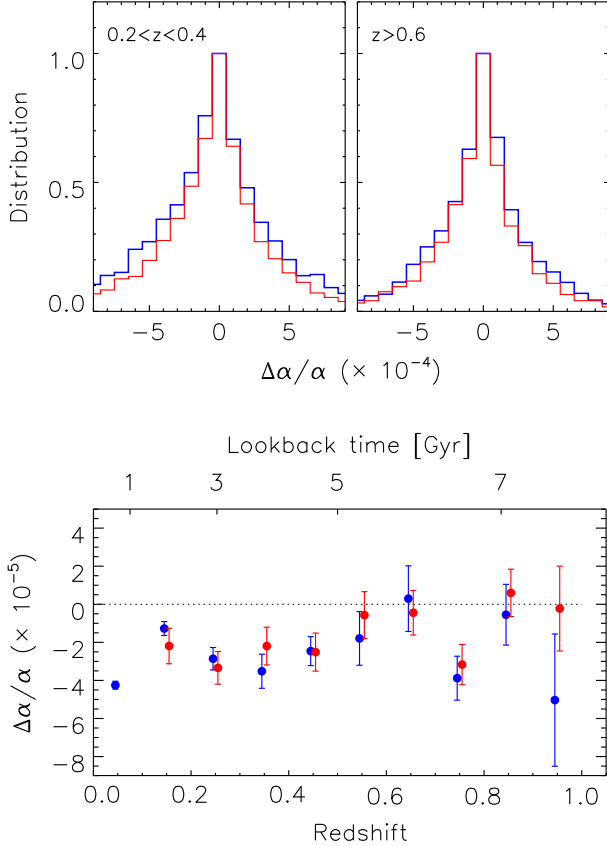 0.2<z<0.4
z>0.6
1.0
0.5
0.0
Distribution
−5 0 5
−5 0 5
Δα/α (× 10⁻⁴)
Lookback time [Gyr]
1 3 5 7
4
2
0
−2
−4
−6
−8
Δα/α (× 10⁻⁵)
0.0 0.2 0.4 0.6 0.8 1.0
Redshift